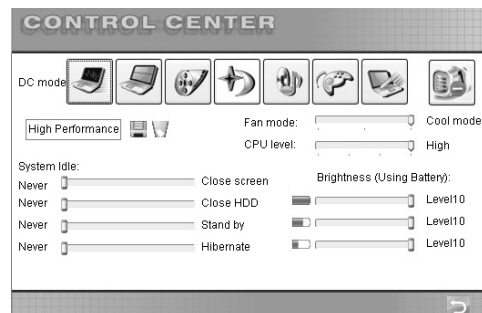 CONTROL CENTER
DC mode
High Performance
Fan mode: Cool mode
CPU level: High
System Idle:
Brightness (Using Battery):
Never Close screen Level10
Never Close HDD Level10
Never Stand by Level10
Never Hibernate